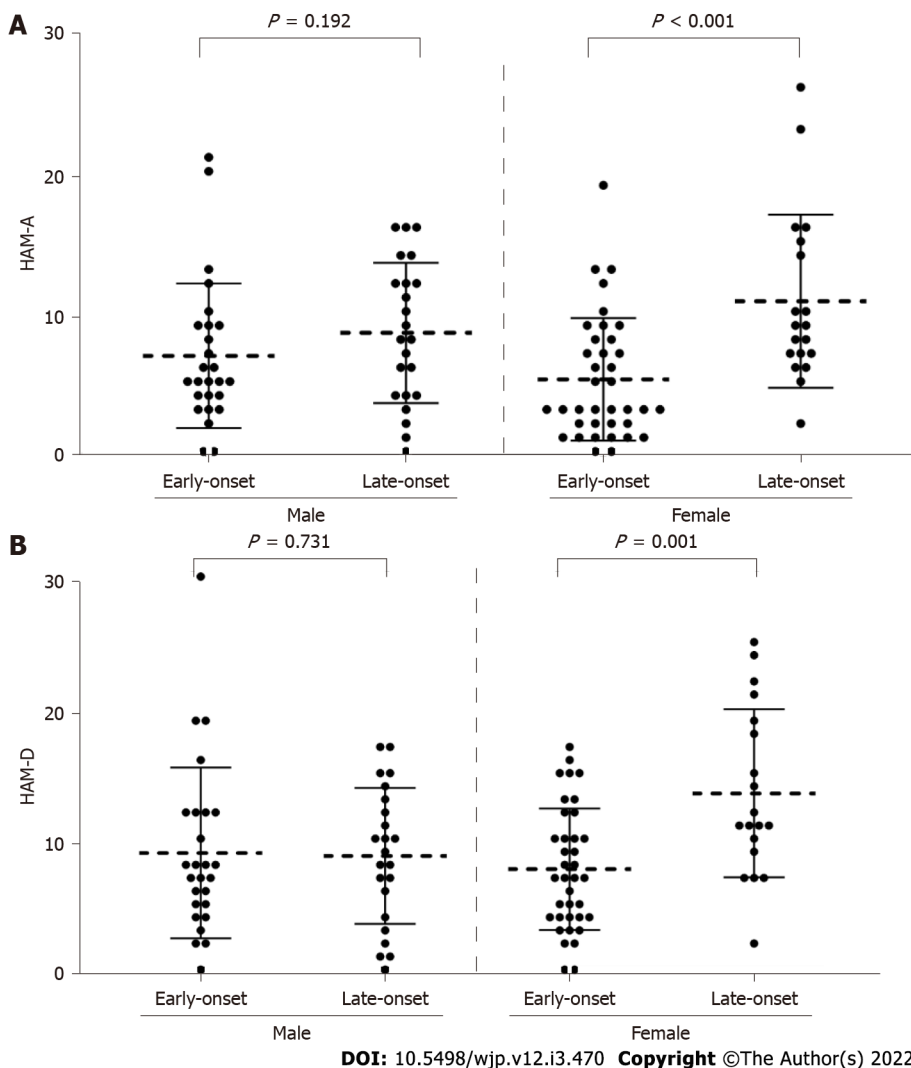 A
P = 0.192
P < 0.001
30
20
10
0
HAM-A
Early-onset
Late-onset
Early-onset
Late-onset
Male
Female
B
P = 0.731
P = 0.001
30
20
10
0
HAM-D
Early-onset
Late-onset
Early-onset
Late-onset
Male
Female
DOI: 10.5498/wjp.v12.i3.470 Copyright ©The Author(s) 2022